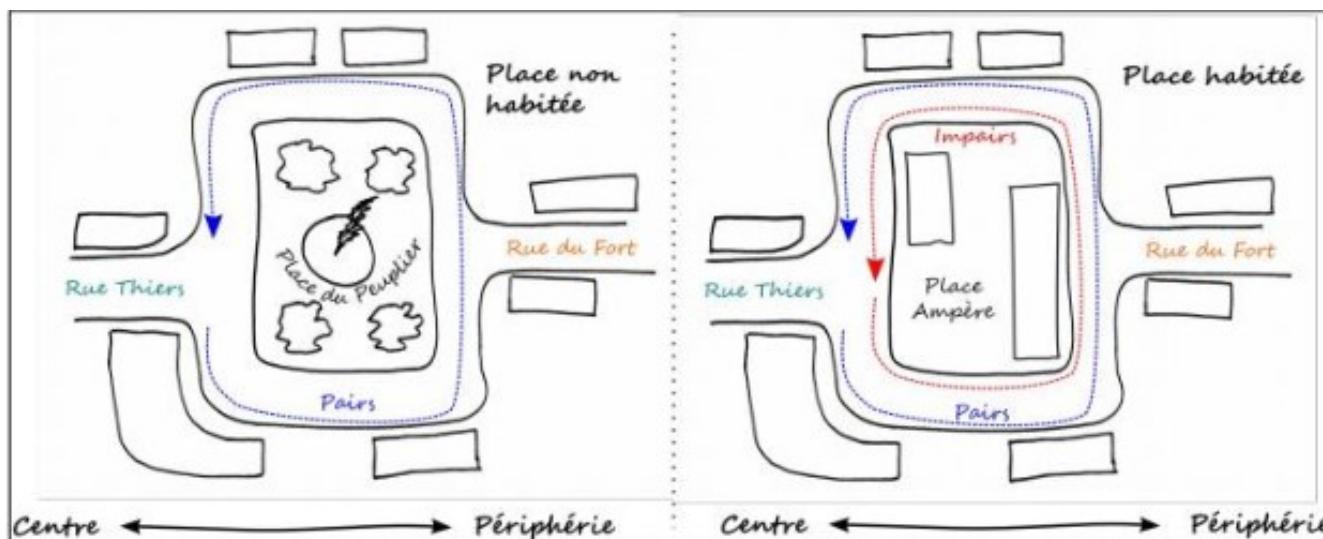 Place non
habitée
Place du Peuplier
Rue Thiers
Rue du Fort
Pairs
Centre
Périphérie
Place habitée
Impairs
Rue Thiers
Place
Ampère
Rue du Fort
Pairs
Centre
Périphérie